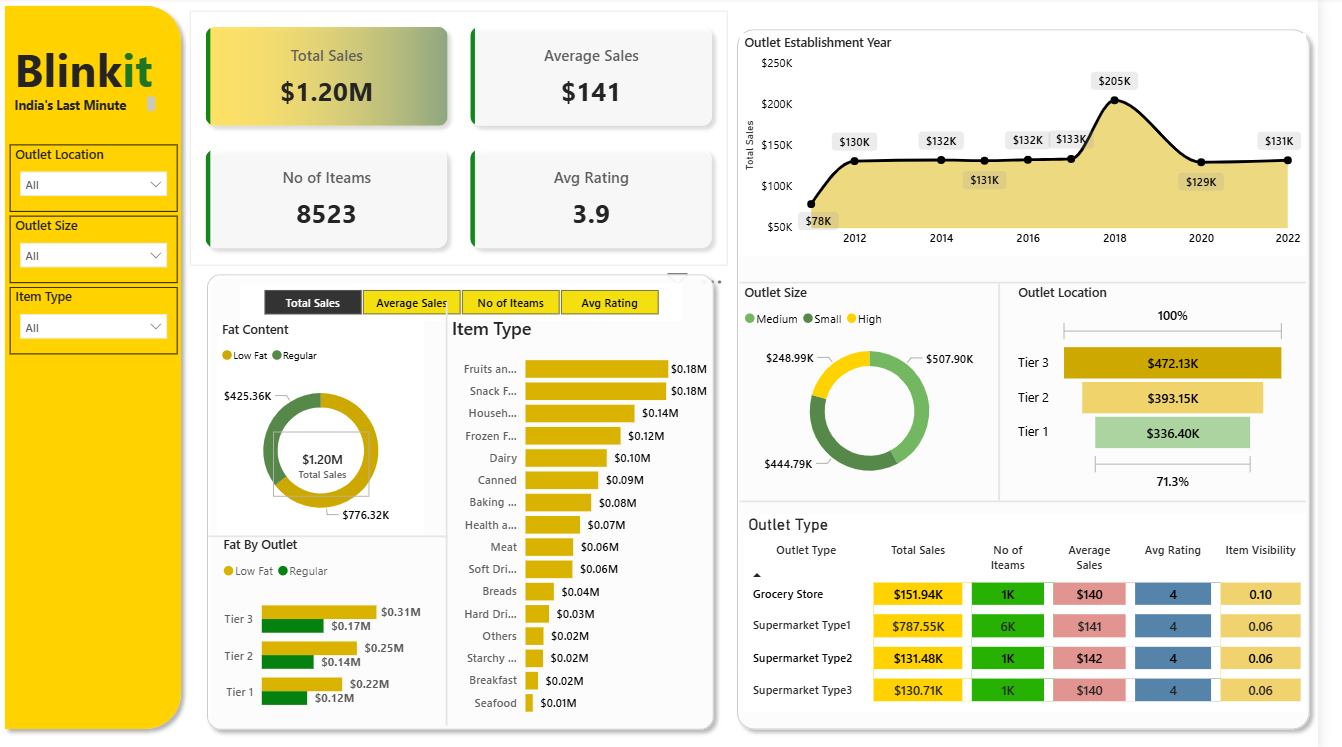 Blinkit
India's Last Minute
Outlet Location
All
Outlet Size
All
Item Type
All
Total Sales
$1.20M
Average Sales
$141
No of Iteams
8523
Avg Rating
3.9
Total Sales
Average Sales
No of Iteams
Avg Rating
Fat Content
Low Fat Regular
$425.36K
$1.20M
Total Sales
$776.32K
Fat By Outlet
Low Fat Regular
Tier 3 $0.31M
$0.17M
Tier 2 $0.25M
$0.14M
Tier 1 $0.22M
$0.12M
Item Type
Fruits an... $0.18M
Snack F... $0.18M
Househ... $0.14M
Frozen F... $0.12M
Dairy $0.10M
Canned $0.09M
Baking ... $0.08M
Health a... $0.07M
Meat $0.06M
Soft Dri... $0.06M
Breads $0.04M
Hard Dri... $0.03M
Others $0.02M
Starchy ... $0.02M
Breakfast $0.02M
Seafood $0.01M
Outlet Establishment Year
Total Sales
$250K
$200K
$150K
$100K
$50K
$78K
$130K
$132K
$131K
$132K
$133K
$205K
$129K
$131K
2012 2014 2016 2018 2020 2022
Outlet Size
Medium Small High
$248.99K
$507.90K
$444.79K
Outlet Location
100%
Tier 3 $472.13K
Tier 2 $393.15K
Tier 1 $336.40K
71.3%
Outlet Type
Outlet Type Total Sales No of Iteams Average Sales Avg Rating Item Visibility
Grocery Store $151.94K 1K $140 4 0.10
Supermarket Type1 $787.55K 6K $141 4 0.06
Supermarket Type2 $131.48K 1K $142 4 0.06
Supermarket Type3 $130.71K 1K $140 4 0.06